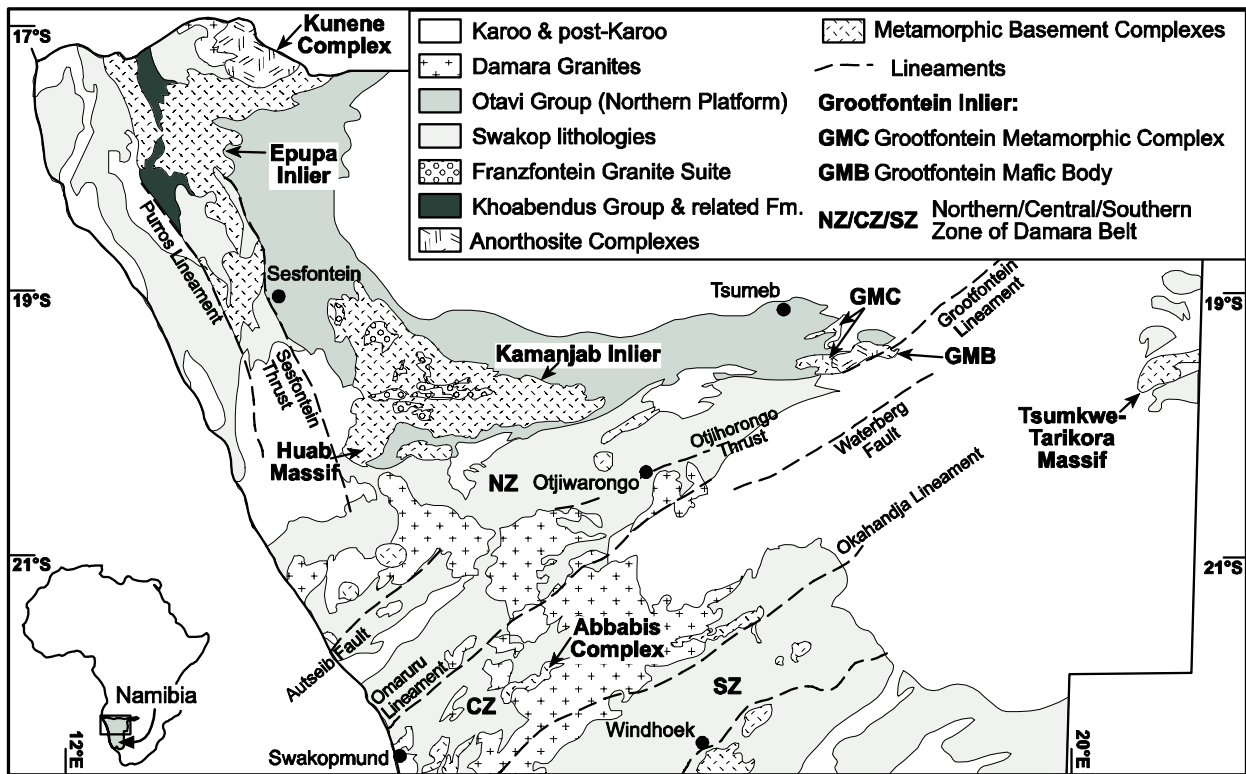 17°S
19°S
21°S
12°E
Kunene
Complex
Epupa
Inlier
Purros Lineament
Sesfontein
Sesfontein
Thrust
Huab
Massif
Kamanjab Inlier
Tsumeb
GMC
GMB
Grootfontein
Lineament
Otjihorongo
Thrust
Waterberg
Fault
Okahandja Lineament
NZ
Otjiwarongo
Autseib Fault
Omaruru
Lineament
Abbabis
Complex
CZ
SZ
Windhoek
Swakopmund
Namibia
Tsumkwe-
Tarikora
Massif
19°S
21°S
20°E
Karoo & post-Karoo
Damara Granites
Otavi Group (Northern Platform)
Swakop lithologies
Franzfontein Granite Suite
Khoabendus Group & related Fm.
Anorthosite Complexes
Metamorphic Basement Complexes
Lineaments
Grootfontein Inlier:
GMC Grootfontein Metamorphic Complex
GMB Grootfontein Mafic Body
NZ/CZ/SZ Northern/Central/Southern
Zone of Damara Belt